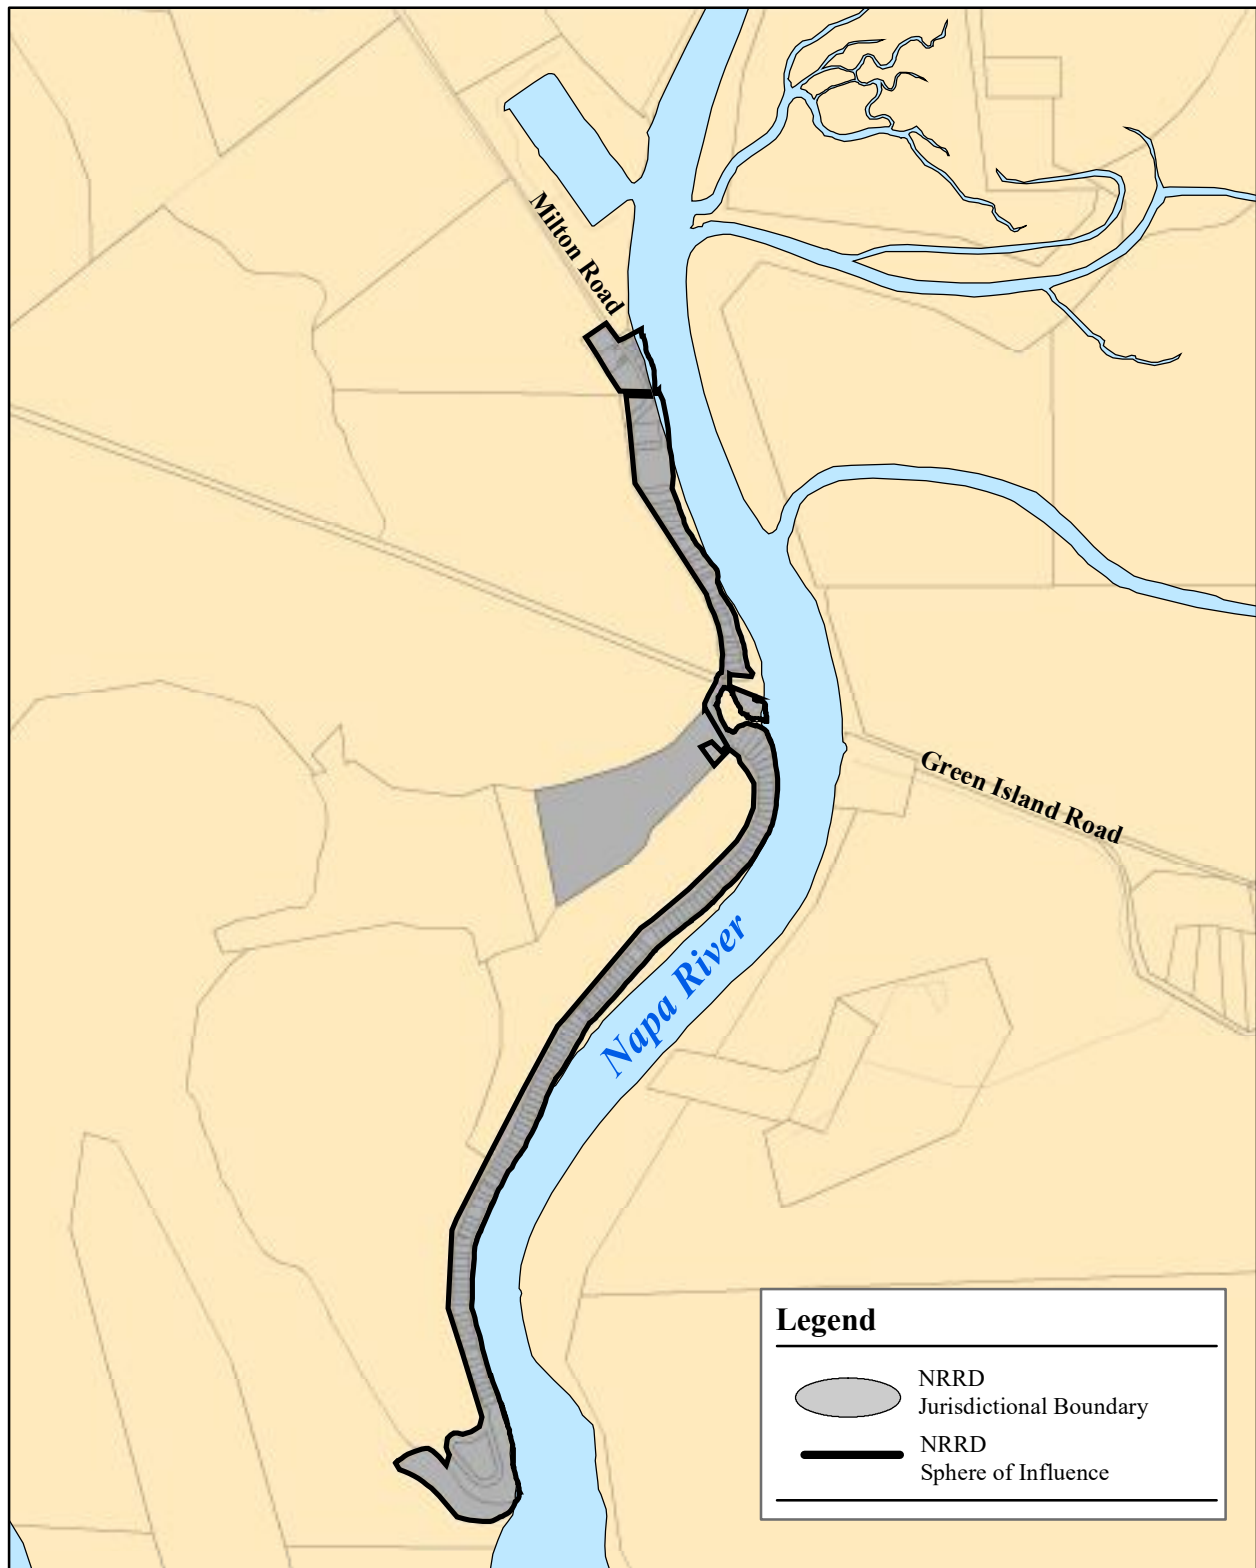 Milton Road
Green Island Road
Napa River
Legend
NRRD
Jurisdictional Boundary
NRRD
Sphere of Influence